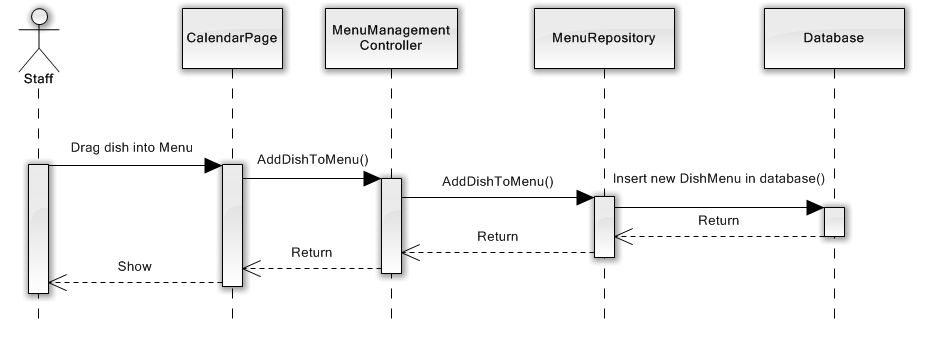 Staff
CalendarPage
MenuManagement
Controller
MenuRepository
Database
Drag dish into Menu
AddDishToMenu()
AddDishToMenu()
Insert new DishMenu in database()
Return
Return
Return
Show